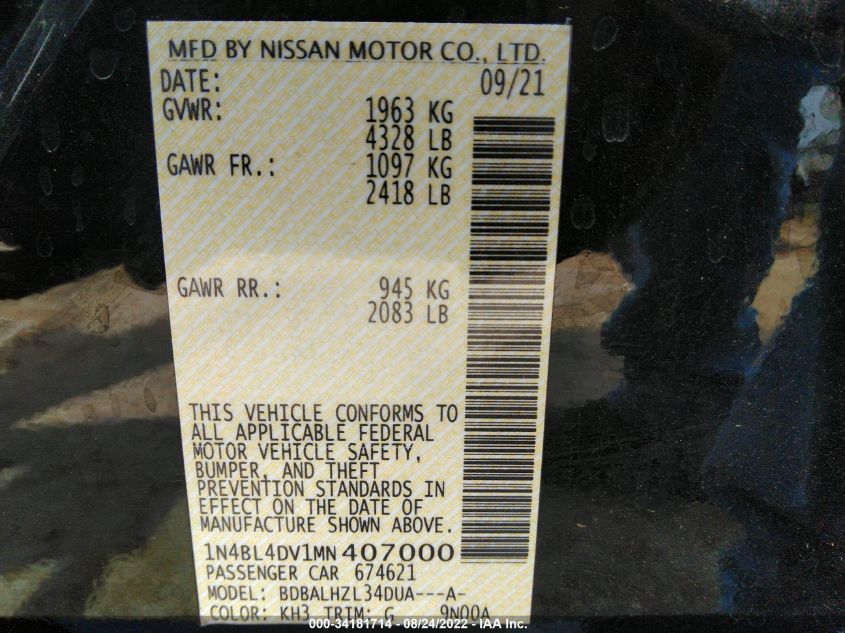 MFD BY NISSAN MOTOR CO., LTD.
DATE: 09/21
GVWR: 1963 KG
4328 LB
GAWR FR.: 1097 KG
2418 LB
GAWR RR.: 945 KG
2083 LB
THIS VEHICLE CONFORMS TO
ALL APPLICABLE FEDERAL
MOTOR VEHICLE SAFETY,
BUMPER, AND THEFT
PREVENTION STANDARDS IN
EFFECT ON THE DATE OF
MANUFACTURE SHOWN ABOVE.
1N4BL4DV1MN407000
PASSENGER CAR 674621
MODEL: BDBALHZL34DUA---A-
COLOR: KH3 TRIM: G 9N00A
000-34181714 - 08/24/2022 - IAA Inc.